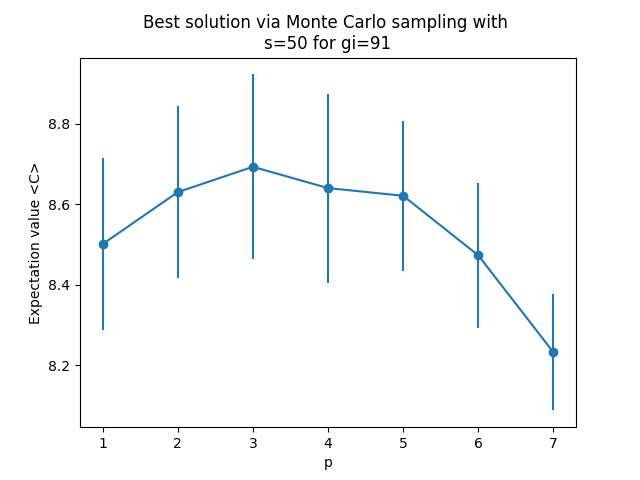 Best solution via Monte Carlo sampling with
s=50 for gi=91
Expectation value <C>
8.8
8.6
8.4
8.2
1 2 3 4 5 6 7
p